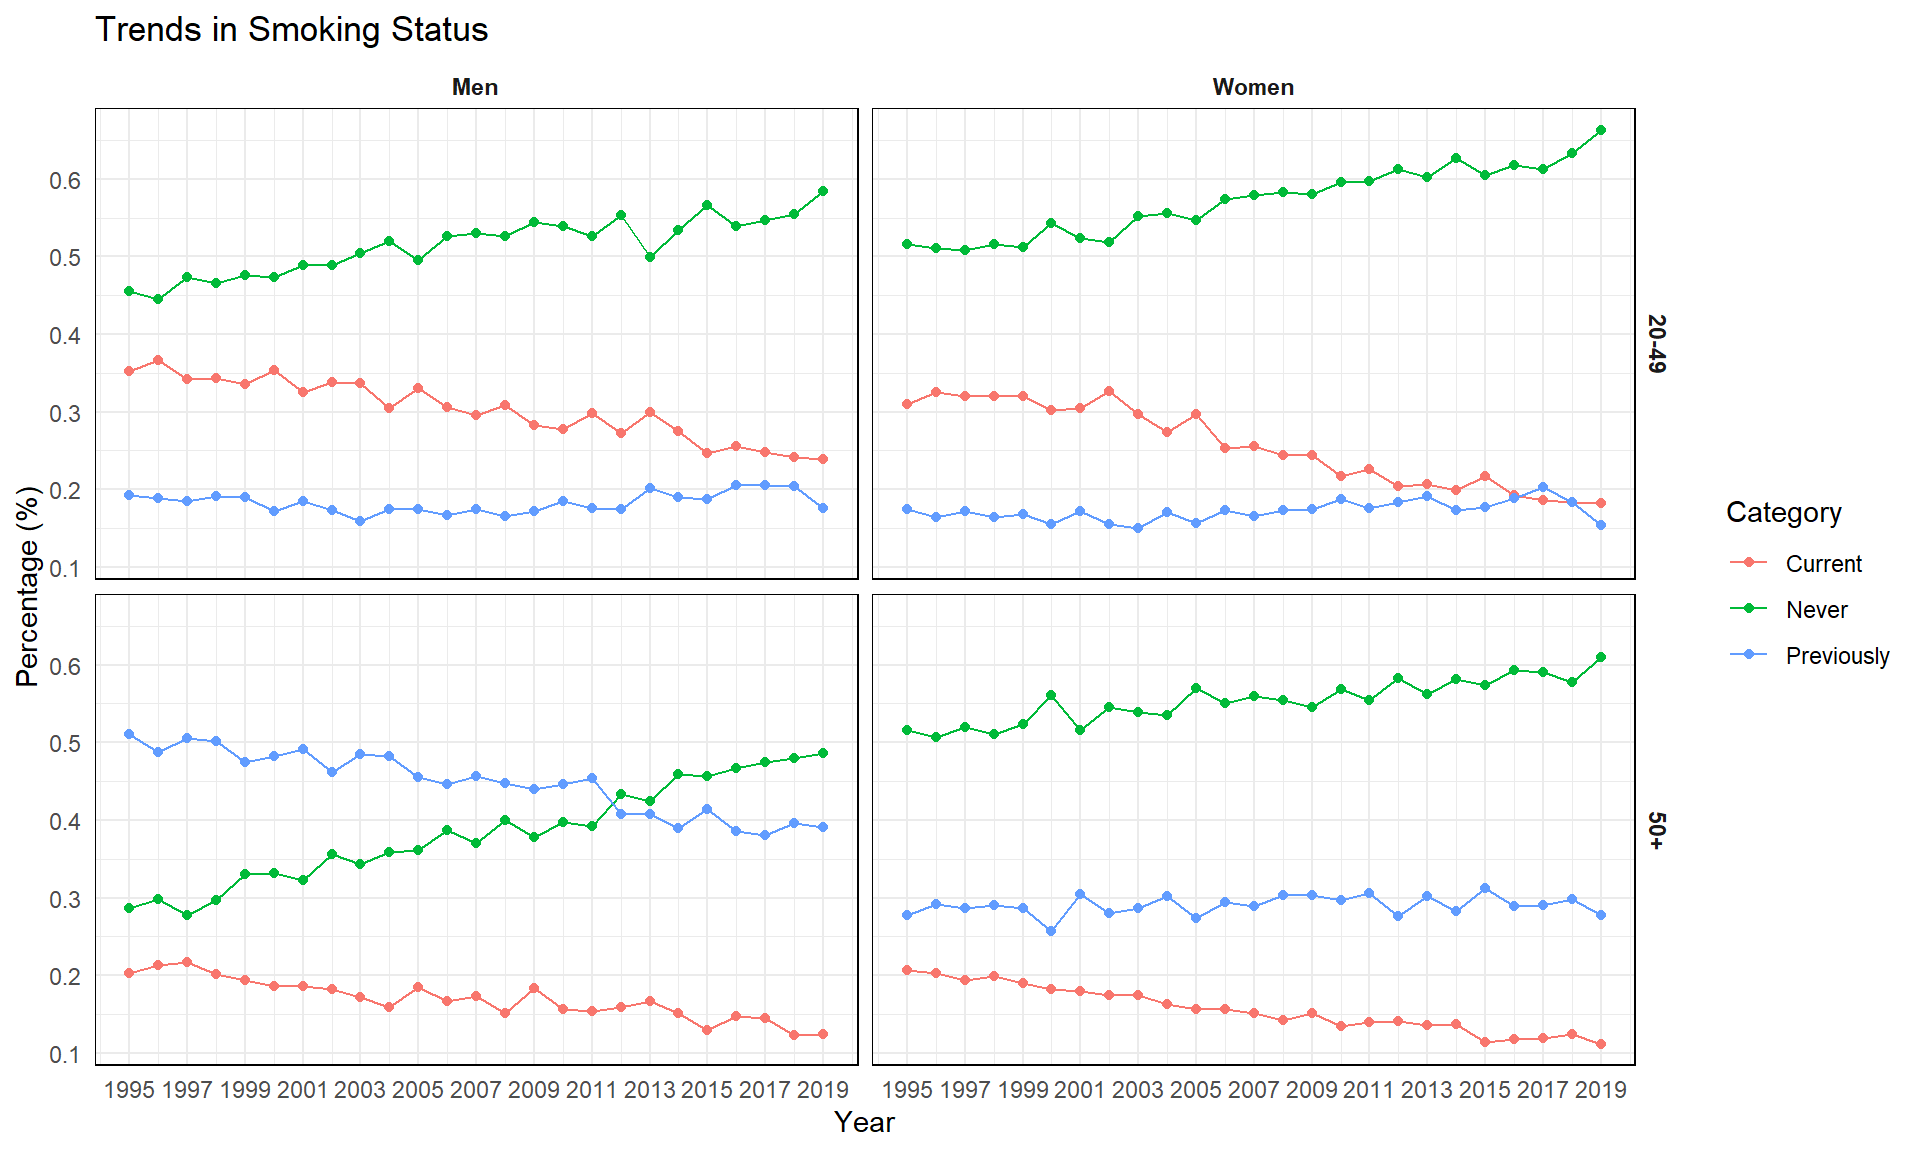 Trends in Smoking Status
Men
Women
0.6
0.5
0.4
0.3
0.2
0.1
20-49
0.6
0.5
0.4
0.3
0.2
0.1
50+
Percentage (%)
1995 1997 1999 2001 2003 2005 2007 2009 2011 2013 2015 2017 2019
1995 1997 1999 2001 2003 2005 2007 2009 2011 2013 2015 2017 2019
Year
Category
Current
Never
Previously